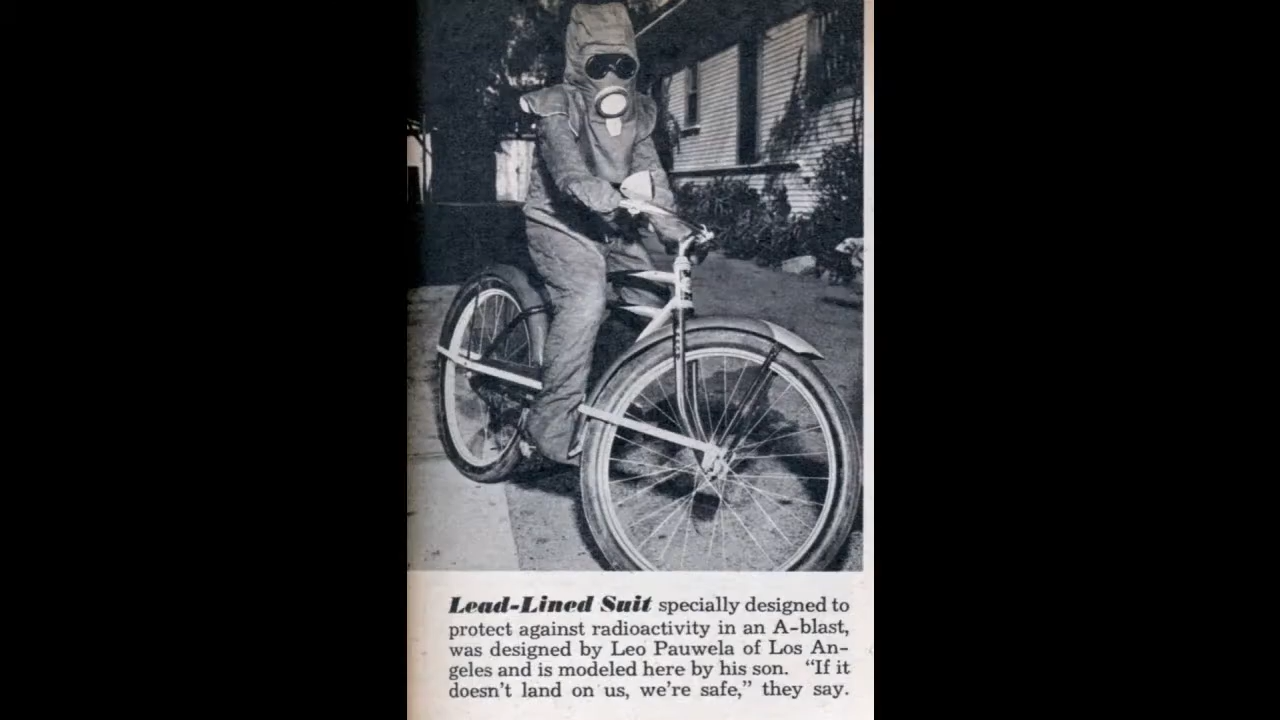 Lead-Lined Suit specially designed to
protect against radioactivity in an A-blast,
was designed by Leo Pauwela of Los An-
geles and is modeled here by his son. "If it
doesn't land on us, we're safe," they say.